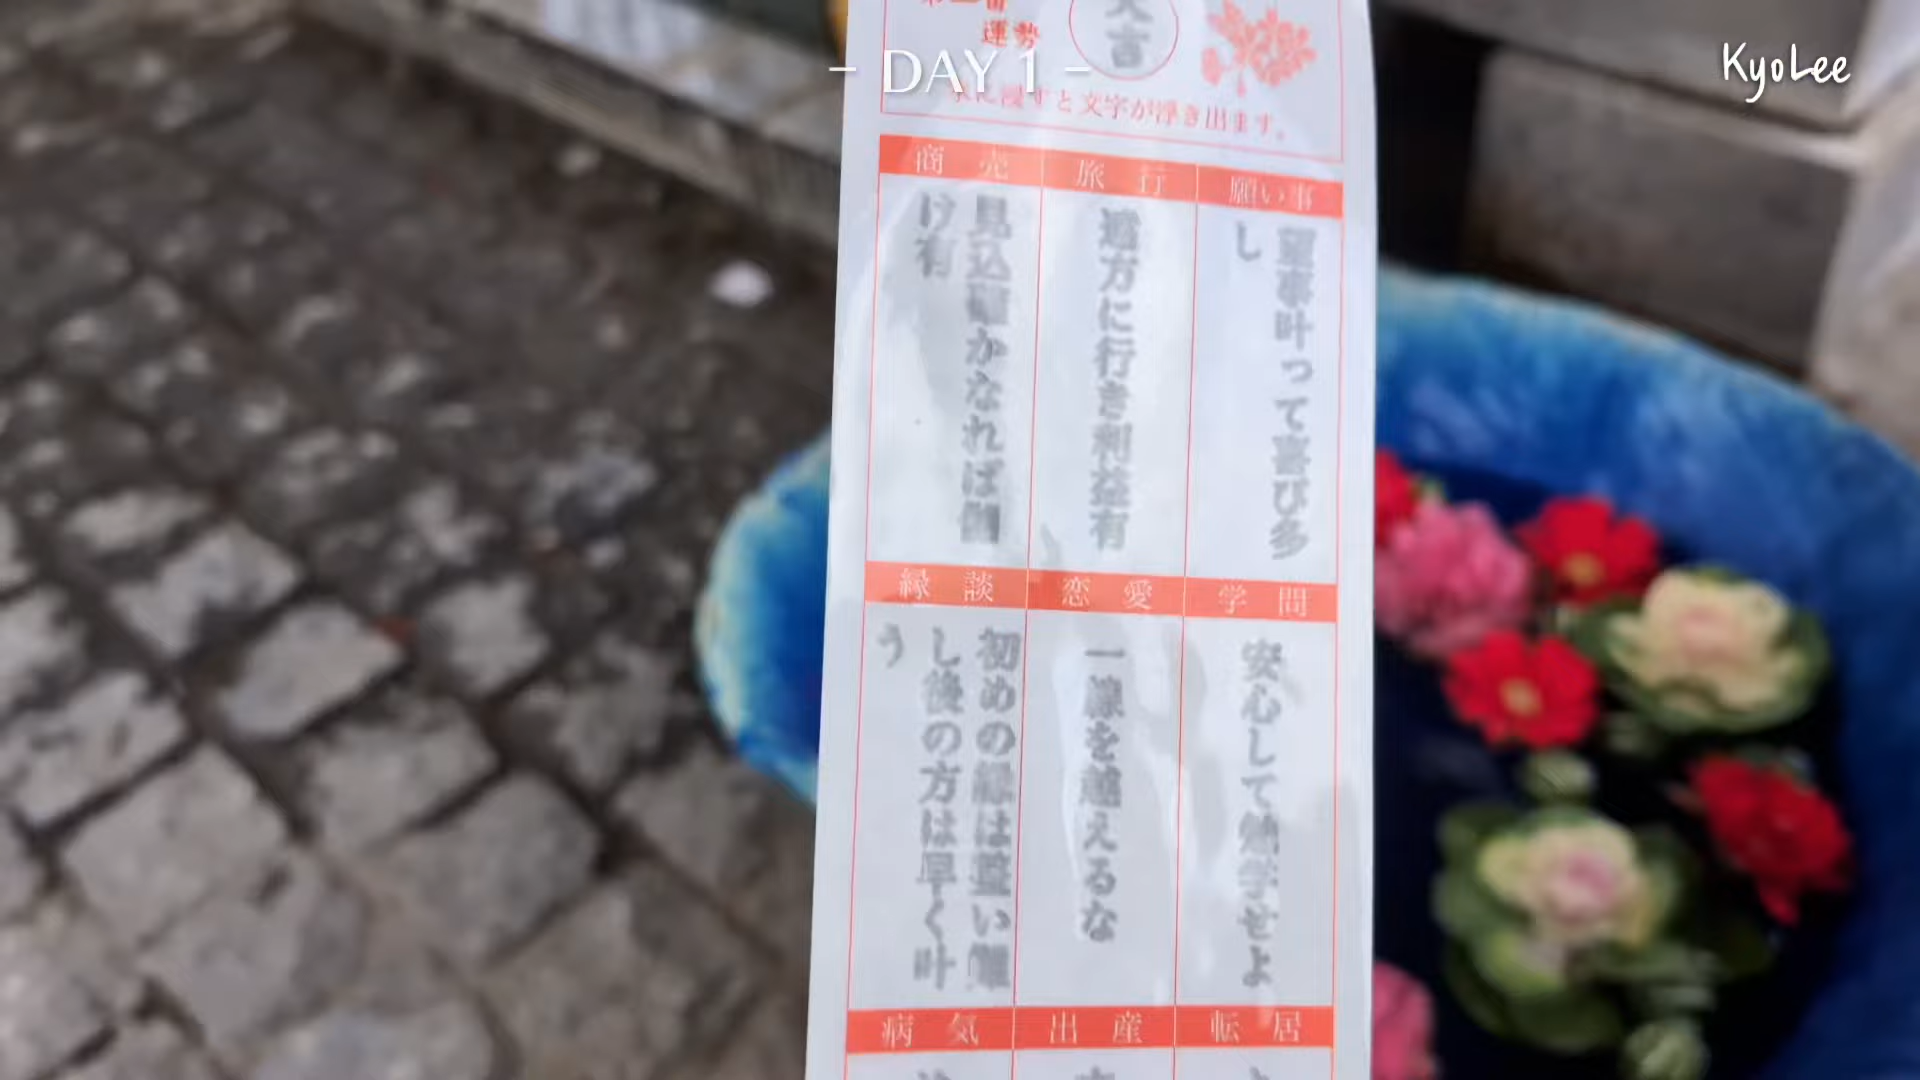 - DAY 1 -
KyoLee
運勢
大吉
水に浸すと文字が浮き出ます。
願い事
望事叶って喜び多
し
旅行
遠方に行き利益有
商売
見込確かなれば儲
け有
学問
安心して勉学せよ
恋愛
一線を越えるな
縁談
初めの縁は整い難
し後の方は早く叶
う
転居
出産
病気